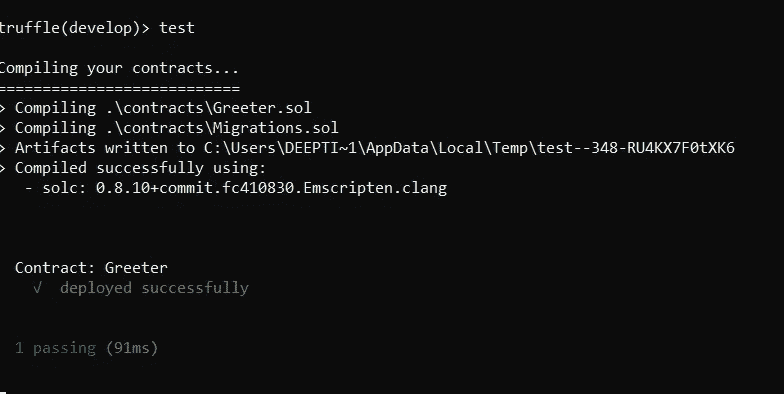 truffle(develop)> test
Compiling your contracts...
===========================
> Compiling .\contracts\Greeter.sol
> Compiling .\contracts\Migrations.sol
> Artifacts written to C:\Users\DEEPTI~1\AppData\Local\Temp\test--348-RU4KX7F0tXK6
> Compiled successfully using:
- solc: 0.8.10+commit.fc410830.Emscripten.clang
Contract: Greeter
√ deployed successfully
1 passing (91ms)